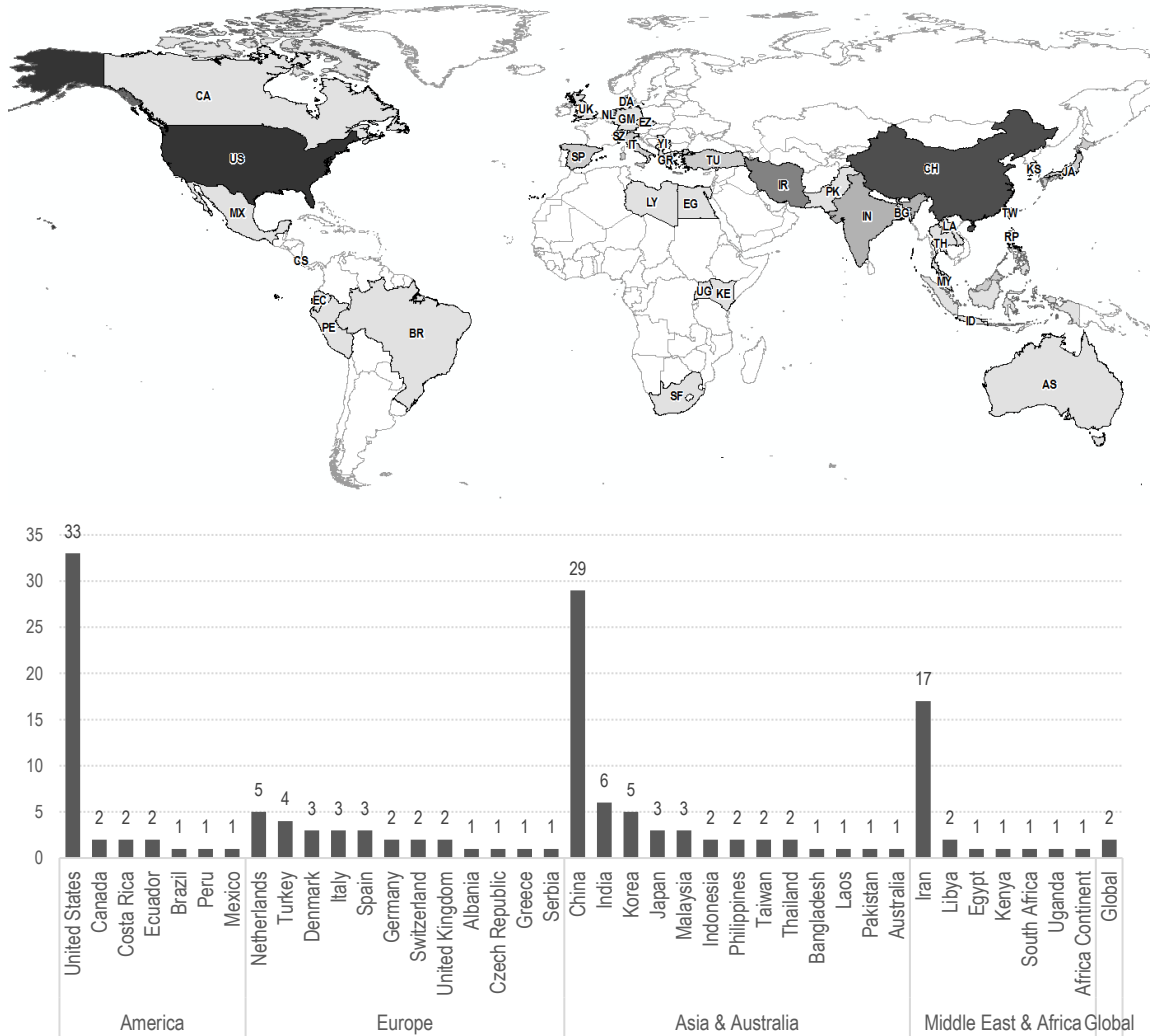 CA
US
MX
CS
EC
PE
BR
UK
DA
NL
GM
EZ
SZ
IT
YI
SP
GR
TU
LY
EG
UG
KE
SF
IR
PK
IN
BG
CH
KS
JA
TW
LA
TH
RP
MY
ID
AS
35
30
25
20
15
10
5
0
33 2 2 2 1 1 1 5 4 3 3 3 2 2 2 1 1 1 1 29 6 5 3 3 2 2 2 2 1 1 1 1 17 2 1 1 1 1 1 2
United States
Canada
Costa Rica
Ecuador
Brazil
Peru
Mexico
Netherlands
Turkey
Denmark
Italy
Spain
Germany
Switzerland
United Kingdom
Albania
Czech Republic
Greece
Serbia
China
India
Korea
Japan
Malaysia
Indonesia
Philippines
Taiwan
Thailand
Bangladesh
Laos
Pakistan
Australia
Iran
Libya
Egypt
Kenya
South Africa
Uganda
Africa Continent
Global
America Europe Asia & Australia Middle East & Africa Global